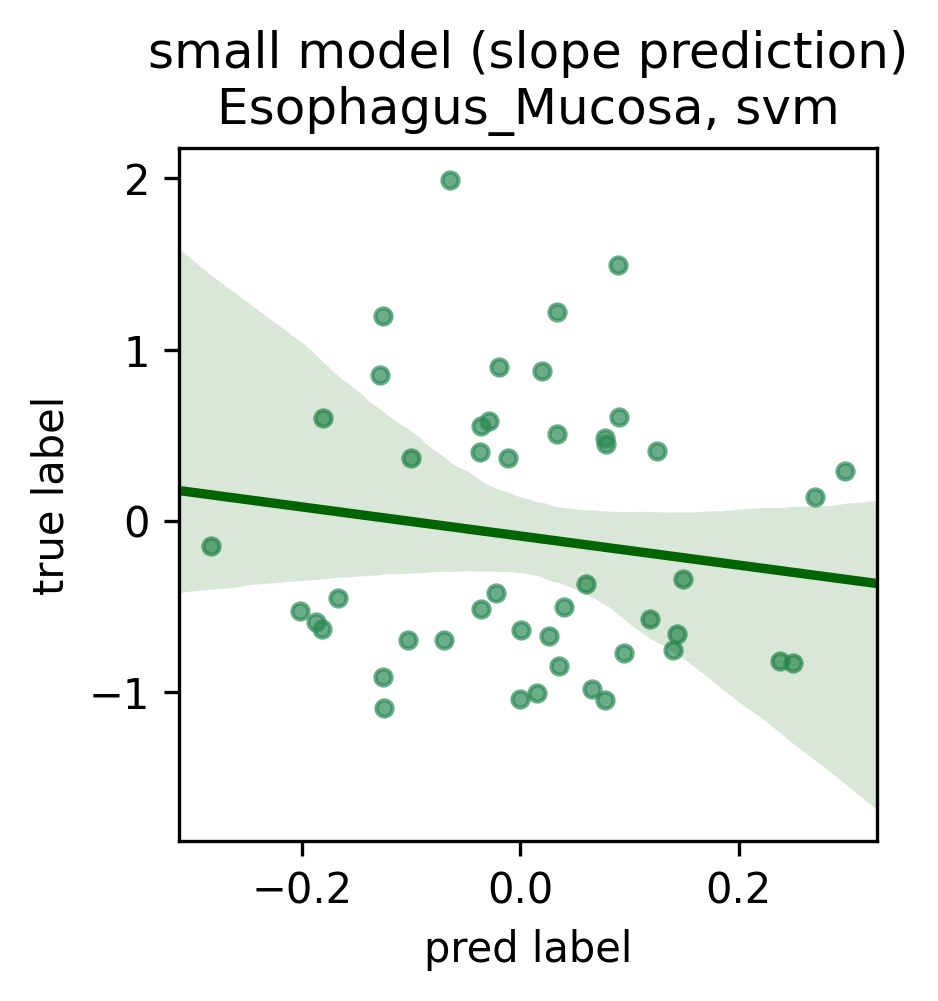 small model (slope prediction)
Esophagus_Mucosa, svm
2
1
0
−1
true label
−0.2
0.0
0.2
pred label